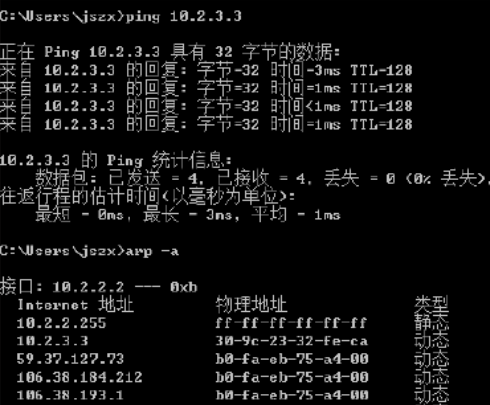 C:\Users\jszx>ping 10.2.3.3
正在 Ping 10.2.3.3 具有 32 字节的数据:
来自 10.2.3.3 的回复: 字节=32 时间=3ms TTL=128
来自 10.2.3.3 的回复: 字节=32 时间=1ms TTL=128
来自 10.2.3.3 的回复: 字节=32 时间<1ms TTL=128
来自 10.2.3.3 的回复: 字节=32 时间=1ms TTL=128
10.2.3.3 的 Ping 统计信息:
数据包: 已发送 = 4, 已接收 = 4, 丢失 = 0 (0% 丢失),
往返行程的估计时间(以毫秒为单位):
最短 = 0ms, 最长 = 3ms, 平均 = 1ms
C:\Users\jszx>arp -a
接口: 10.2.2.2 --- 0xb
Internet 地址 物理地址 类型
10.2.2.255 ff-ff-ff-ff-ff-ff 静态
10.2.3.3 30-9c-23-32-fe-ca 动态
59.37.127.73 b0-fa-eb-75-a4-00 动态
106.38.184.212 b0-fa-eb-75-a4-00 动态
106.38.193.1 b0-fa-eb-75-a4-00 动态